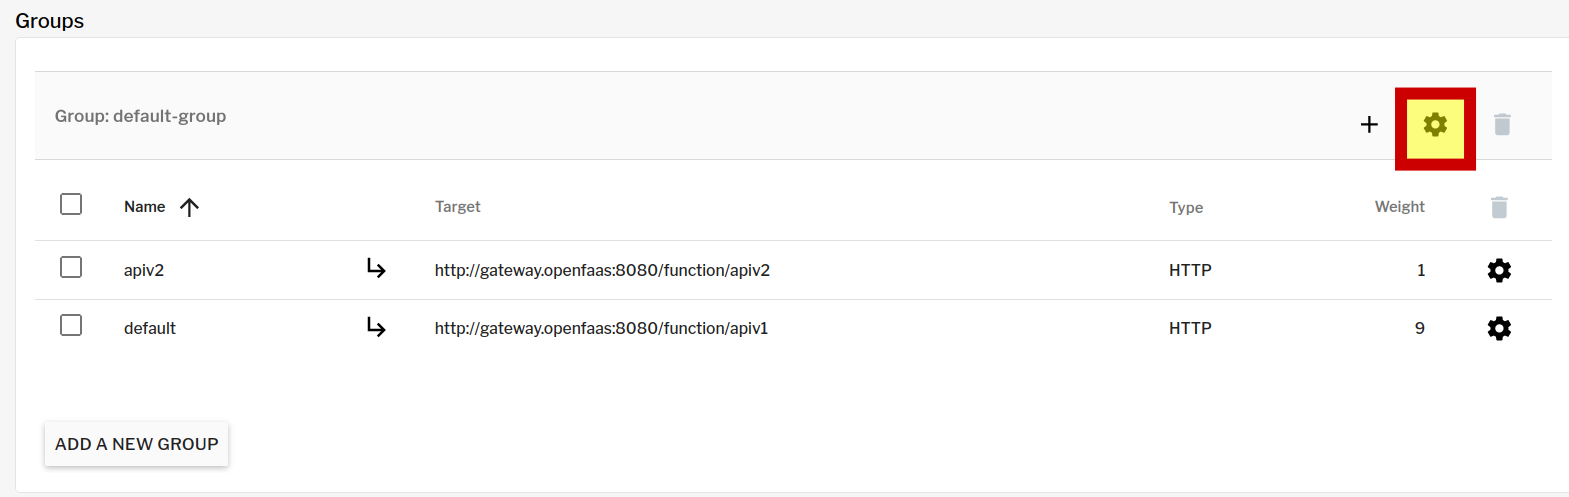 Groups
Group: default-group
Name Target Type Weight
apiv2 http://gateway.openfaas:8080/function/apiv2 HTTP 1
default http://gateway.openfaas:8080/function/apiv1 HTTP 9
ADD A NEW GROUP